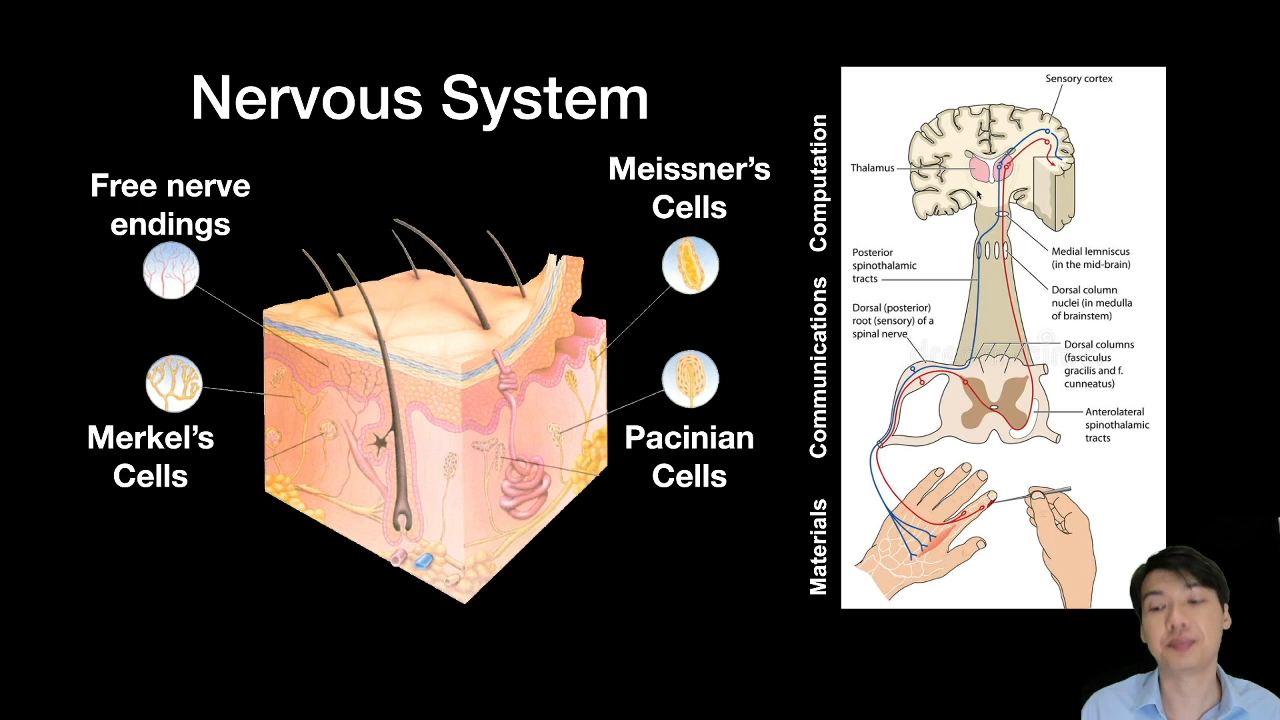 Nervous System
Free nerve
endings
Meissner’s
Cells
Merkel’s
Cells
Pacinian
Cells
Computation
Communications
Materials
Sensory cortex
Thalamus
Medial lemniscus
(in the mid-brain)
Posterior
spinothalamic
tracts
Dorsal column
nuclei (in medulla
of brainstem)
Dorsal (posterior)
root (sensory) of a
spinal nerve
Dorsal columns
(fasciculus
gracilis and f.
cunneatus)
Anterolateral
spinothalamic
tracts